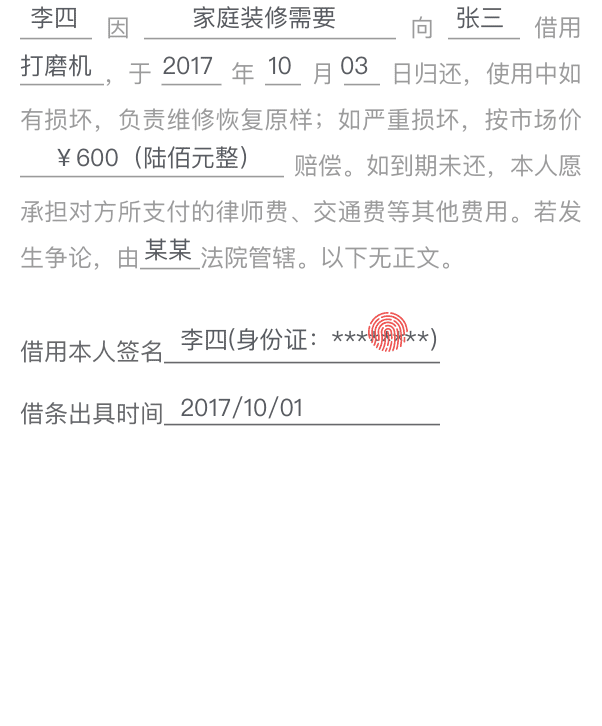 李四 因 家庭装修需要 向 张三 借用
打磨机，于 2017 年 10 月 03 日归还，使用中如
有损坏，负责维修恢复原样；如严重损坏，按市场价
￥600（陆佰元整） 赔偿。如到期未还，本人愿
承担对方所支付的律师费、交通费等其他费用。若发
生争论，由某某法院管辖。以下无正文。
借用本人签名 李四(身份证：********)
借条出具时间 2017/10/01